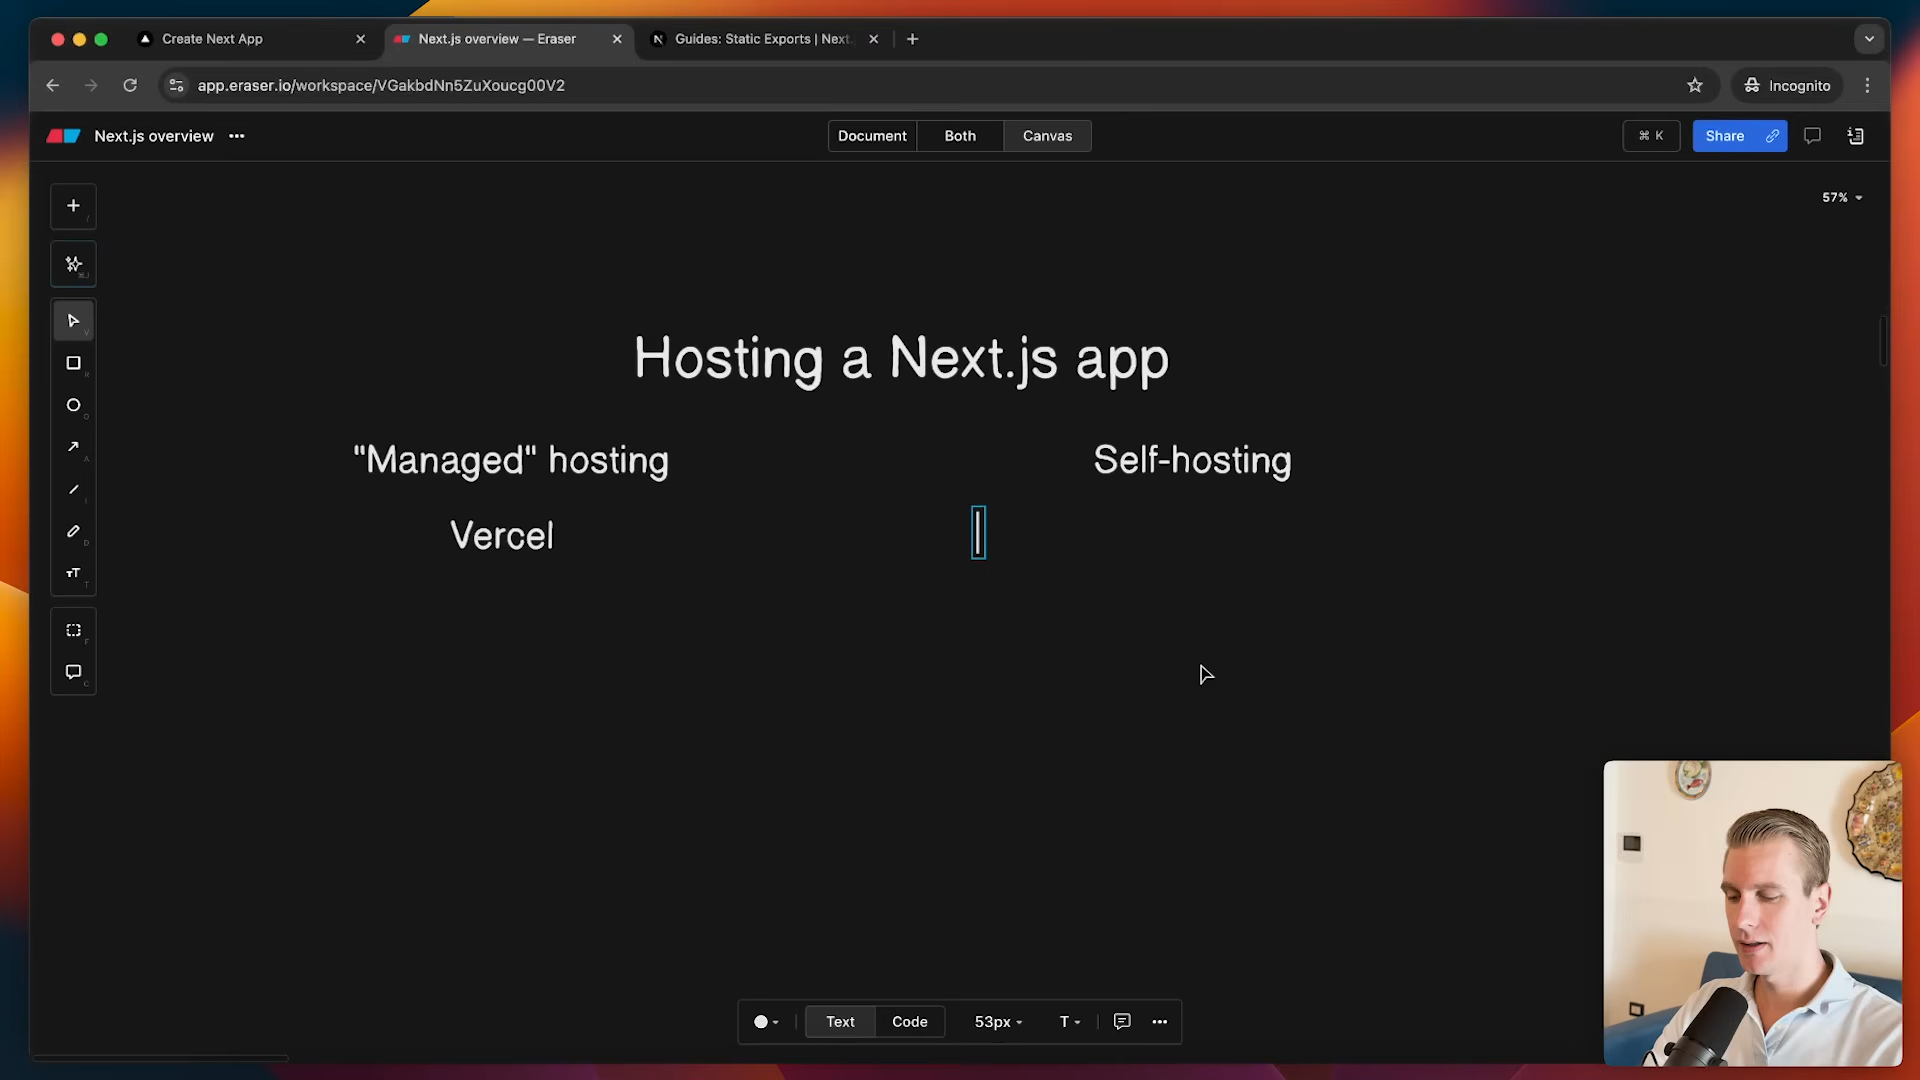 Create Next App
Next.js overview — Eraser
Guides: Static Exports | Next.
app.eraser.io/workspace/VGakbdNn5ZuXoucg00V2
Incognito
Next.js overview
Document
Both
Canvas
⌘ K
Share
57%
Hosting a Next.js app
"Managed" hosting
Self-hosting
Vercel
Text
Code
53px
T